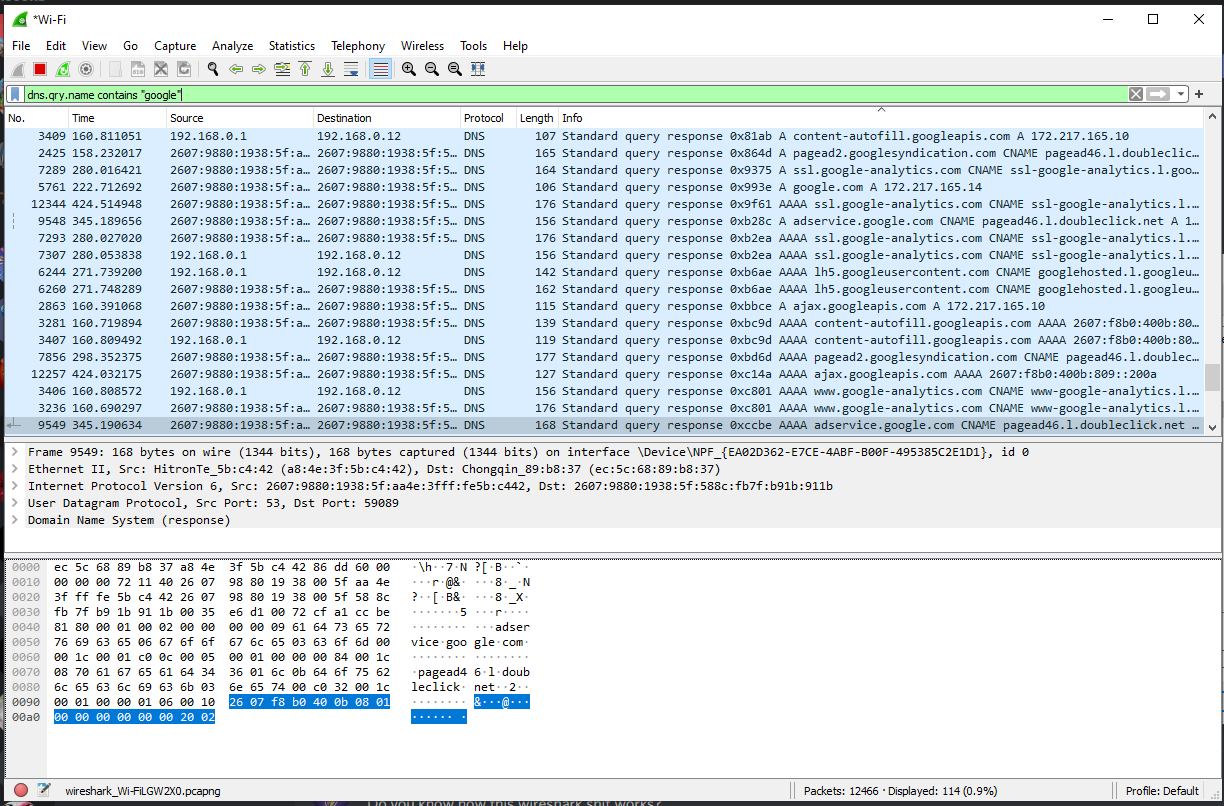 *Wi-Fi
File Edit View Go Capture Analyze Statistics Telephony Wireless Tools Help
dns.qry.name contains "google"
No. Time Source Destination Protocol Length Info
3409 160.811051 192.168.0.1 192.168.0.12 DNS 107 Standard query response 0x81ab A content-autofill.googleapis.com A 172.217.165.10
2425 158.232017 2607:9880:1938:5f:a… 2607:9880:1938:5f:5… DNS 165 Standard query response 0x864d A pagead2.googlesyndication.com CNAME pagead46.l.doubleclic…
7289 280.016421 2607:9880:1938:5f:a… 2607:9880:1938:5f:5… DNS 164 Standard query response 0x9375 A ssl.google-analytics.com CNAME ssl-google-analytics.l.goo…
5761 222.712692 2607:9880:1938:5f:a… 2607:9880:1938:5f:5… DNS 106 Standard query response 0x993e A google.com A 172.217.165.14
12344 424.514948 2607:9880:1938:5f:a… 2607:9880:1938:5f:5… DNS 176 Standard query response 0x9f61 AAAA ssl.google-analytics.com CNAME ssl-google-analytics.l.…
9548 345.189656 2607:9880:1938:5f:a… 2607:9880:1938:5f:5… DNS 156 Standard query response 0xb28c A adservice.google.com CNAME pagead46.l.doubleclick.net A 1…
7293 280.027020 2607:9880:1938:5f:a… 2607:9880:1938:5f:5… DNS 176 Standard query response 0xb2ea AAAA ssl.google-analytics.com CNAME ssl-google-analytics.l.…
7307 280.053838 192.168.0.1 192.168.0.12 DNS 156 Standard query response 0xb2ea AAAA ssl.google-analytics.com CNAME ssl-google-analytics.l.…
6244 271.739200 192.168.0.1 192.168.0.12 DNS 142 Standard query response 0xb6ae AAAA lh5.googleusercontent.com CNAME googlehosted.l.googleu…
6260 271.748289 2607:9880:1938:5f:a… 2607:9880:1938:5f:5… DNS 162 Standard query response 0xb6ae AAAA lh5.googleusercontent.com CNAME googlehosted.l.googleu…
2863 160.391068 2607:9880:1938:5f:a… 2607:9880:1938:5f:5… DNS 115 Standard query response 0xbbce A ajax.googleapis.com A 172.217.165.10
3281 160.719894 2607:9880:1938:5f:a… 2607:9880:1938:5f:5… DNS 139 Standard query response 0xbc9d AAAA content-autofill.googleapis.com AAAA 2607:f8b0:400b:80…
3407 160.809492 192.168.0.1 192.168.0.12 DNS 119 Standard query response 0xbc9d AAAA content-autofill.googleapis.com AAAA 2607:f8b0:400b:80…
7856 298.352375 2607:9880:1938:5f:a… 2607:9880:1938:5f:5… DNS 177 Standard query response 0xbd6d AAAA pagead2.googlesyndication.com CNAME pagead46.l.doubleclic…
12257 424.032175 2607:9880:1938:5f:a… 2607:9880:1938:5f:5… DNS 127 Standard query response 0xc14a AAAA ajax.googleapis.com AAAA 2607:f8b0:400b:809::200a
3406 160.808572 192.168.0.1 192.168.0.12 DNS 156 Standard query response 0xc801 AAAA www.google-analytics.com CNAME www-google-analytics.l.…
3236 160.690297 2607:9880:1938:5f:a… 2607:9880:1938:5f:5… DNS 176 Standard query response 0xc801 AAAA www.google-analytics.com CNAME www-google-analytics.l.…
9549 345.190634 2607:9880:1938:5f:a… 2607:9880:1938:5f:5… DNS 168 Standard query response 0xccbe AAAA adservice.google.com CNAME pagead46.l.doubleclick.net …
Frame 9549: 168 bytes on wire (1344 bits), 168 bytes captured (1344 bits) on interface \Device\NPF_{EA02D362-E7CE-4ABF-B00F-495385C2E1D1}, id 0
Ethernet II, Src: HitronTe_5b:c4:42 (a8:4e:3f:5b:c4:42), Dst: Chongqin_89:b8:37 (ec:5c:68:89:b8:37)
Internet Protocol Version 6, Src: 2607:9880:1938:5f:aa4e:3fff:fe5b:c442, Dst: 2607:9880:1938:5f:588c:fb7f:b91b:911b
User Datagram Protocol, Src Port: 53, Dst Port: 59089
Domain Name System (response)
0000 ec 5c 68 89 b8 37 a8 4e 3f 5b c4 42 86 dd 60 00 ·\h··7·N ?[·B··`·
0010 00 00 00 72 11 40 26 07 98 80 19 38 00 5f aa 4e ···r·@&· ···8·_·N
0020 3f ff fe 5b c4 42 26 07 98 80 19 38 00 5f 58 8c ?··[·B&· ···8·_X·
0030 fb 7f b9 1b 91 1b 00 35 e6 d1 00 72 cf a1 cc be ·······5 ···r····
0040 81 80 00 01 00 02 00 00 00 00 09 61 64 73 65 72 ········ ···adser
0050 76 69 63 65 06 67 6f 6f 67 6c 65 03 63 6f 6d 00 vice·goo gle·com·
0060 00 1c 00 01 c0 0c 00 05 00 01 00 00 00 84 00 1c ········ ········
0070 08 70 61 67 65 61 64 34 36 01 6c 0b 64 6f 75 62 ·pagead4 6·l·doub
0080 6c 65 63 6c 69 63 6b 03 6e 65 74 00 c0 32 00 1c leclick· net··2··
0090 00 01 00 00 01 06 00 10 26 07 f8 b0 40 0b 08 01 ········ &···@···
00a0 00 00 00 00 00 00 20 02 ······ ·
wireshark_Wi-FiLGW2X0.pcapng Packets: 12466 · Displayed: 114 (0.9%) Profile: Default
Do you know how this wireshark shit works?